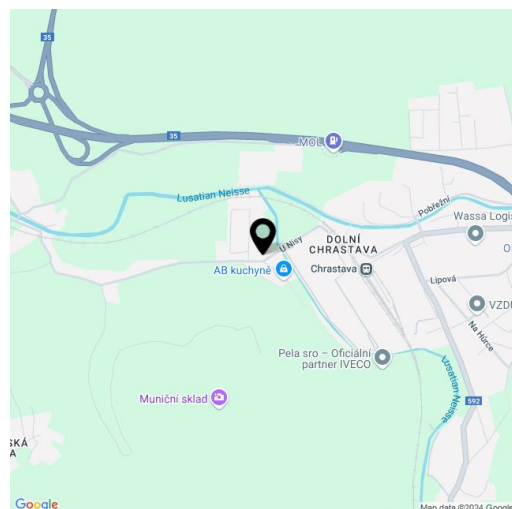 35
35
MOL
Lusatian Neisse
Pobřežní
Wassa Logis
U Nisy
DOLNÍ
CHRASTAVA
O
AB kuchyně
Chrastava
Lipová
VZDU
Na Hůrce
Pela sro – Oficiální
partner IVECO
Lusatian Neisse
Muniční sklad
592
SKÁ
A
Google
Map data ©2024 Google